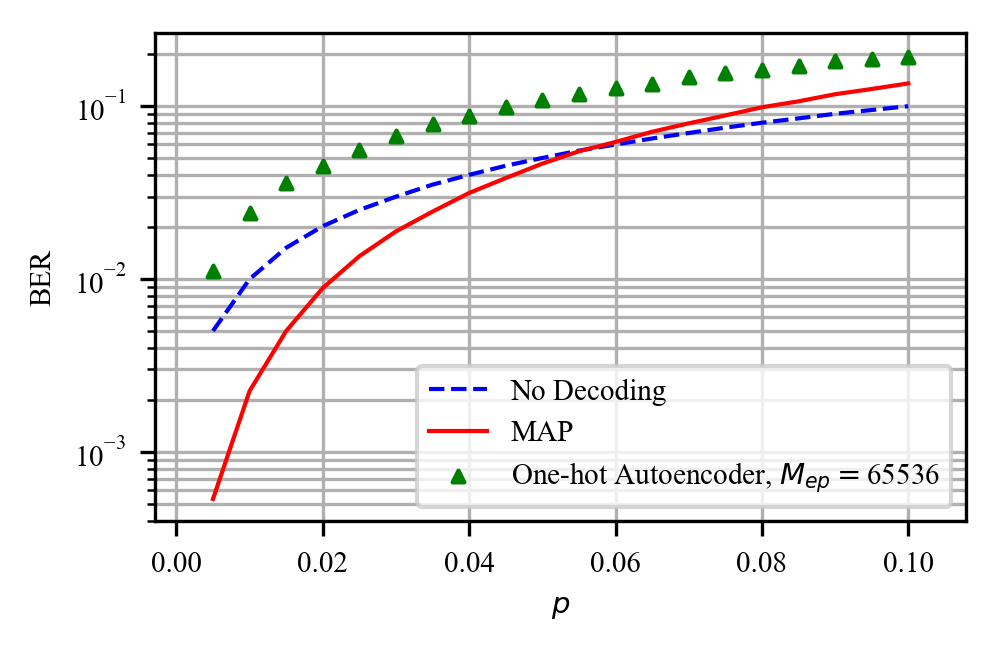 BER
10⁻¹
10⁻²
10⁻³
No Decoding
MAP
One-hot Autoencoder, Mₑₚ = 65536
0.00 0.02 0.04 0.06 0.08 0.10
p